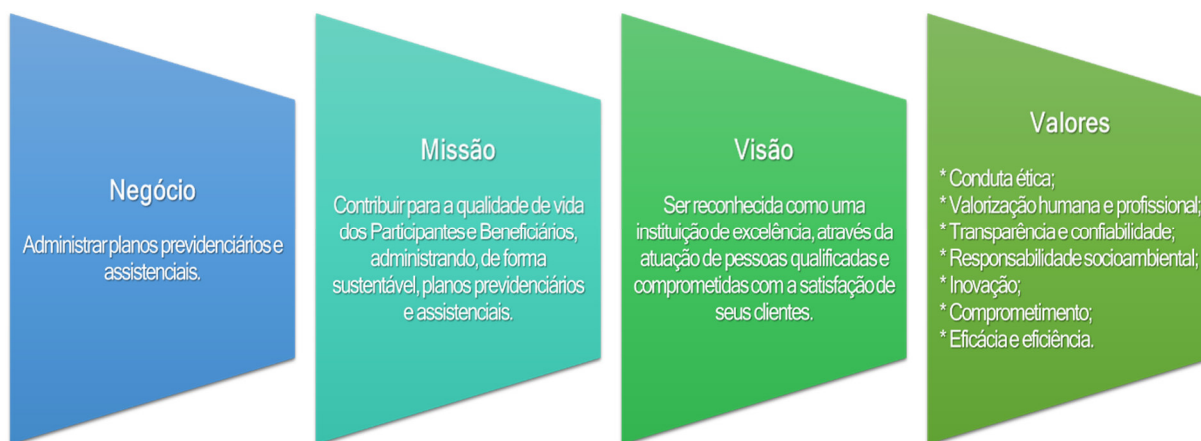 Negócio
Administrar planos previdenciários e
assistenciais.
Missão
Contribuir para a qualidade de vida
dos Participantes e Beneficiários,
administrando, de forma
sustentável, planos previdenciários
e assistenciais.
Visão
Ser reconhecida como uma
instituição de excelência, através da
atuação de pessoas qualificadas e
comprometidas com a satisfação de
seus clientes.
Valores
* Conduta ética;
* Valorização humana e profissional;
* Transparência e confiabilidade;
* Responsabilidade socioambiental;
* Inovação;
* Comprometimento;
* Eficácia e eficiência.